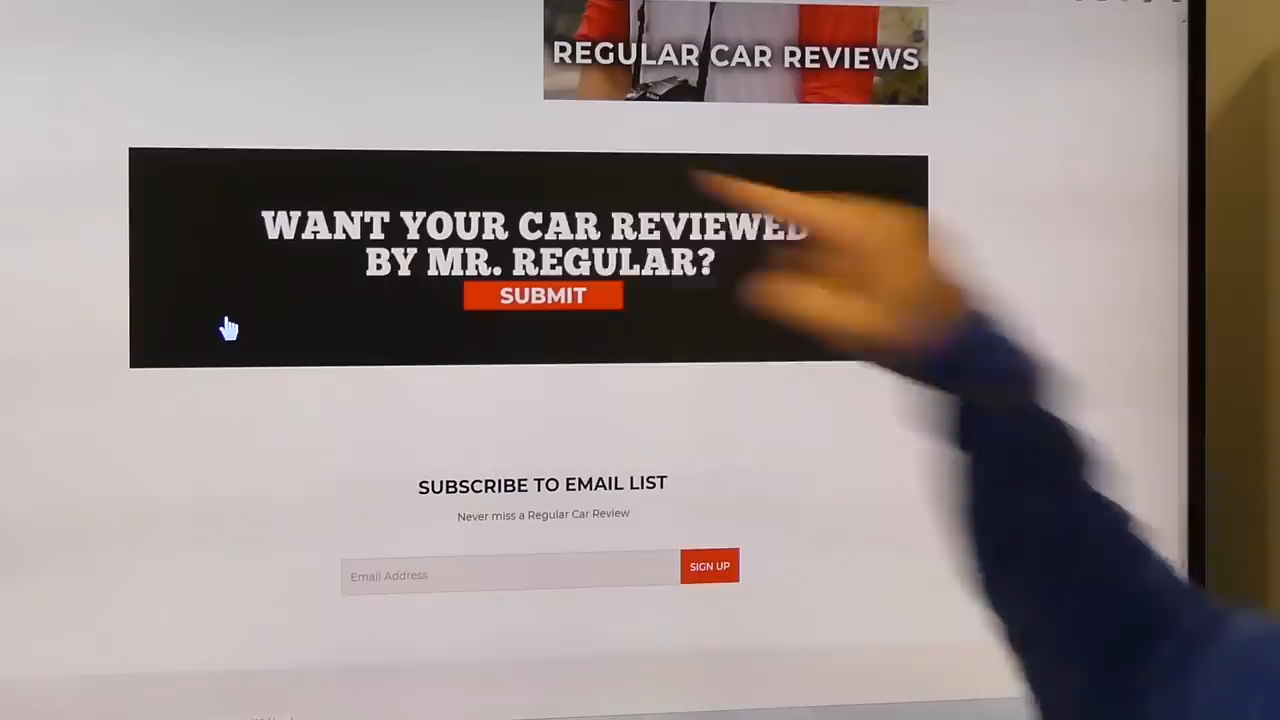 REGULAR CAR REVIEWS
WANT YOUR CAR REVIEWED
BY MR. REGULAR?
SUBMIT
SUBSCRIBE TO EMAIL LIST
Never miss a Regular Car Review
Email Address
SIGN UP